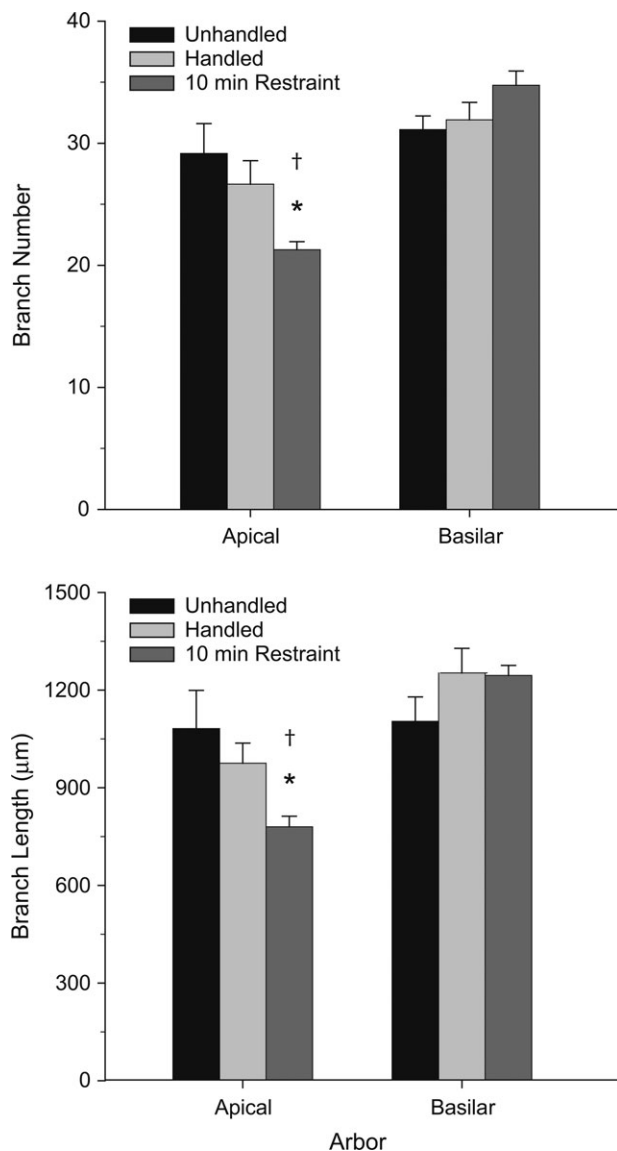 40
30
20
10
0
Branch Number
Unhandled
Handled
10 min Restraint
†
*
Apical
Basilar
1500
1200
900
600
300
0
Branch Length (μm)
Unhandled
Handled
10 min Restraint
†
*
Apical
Basilar
Arbor